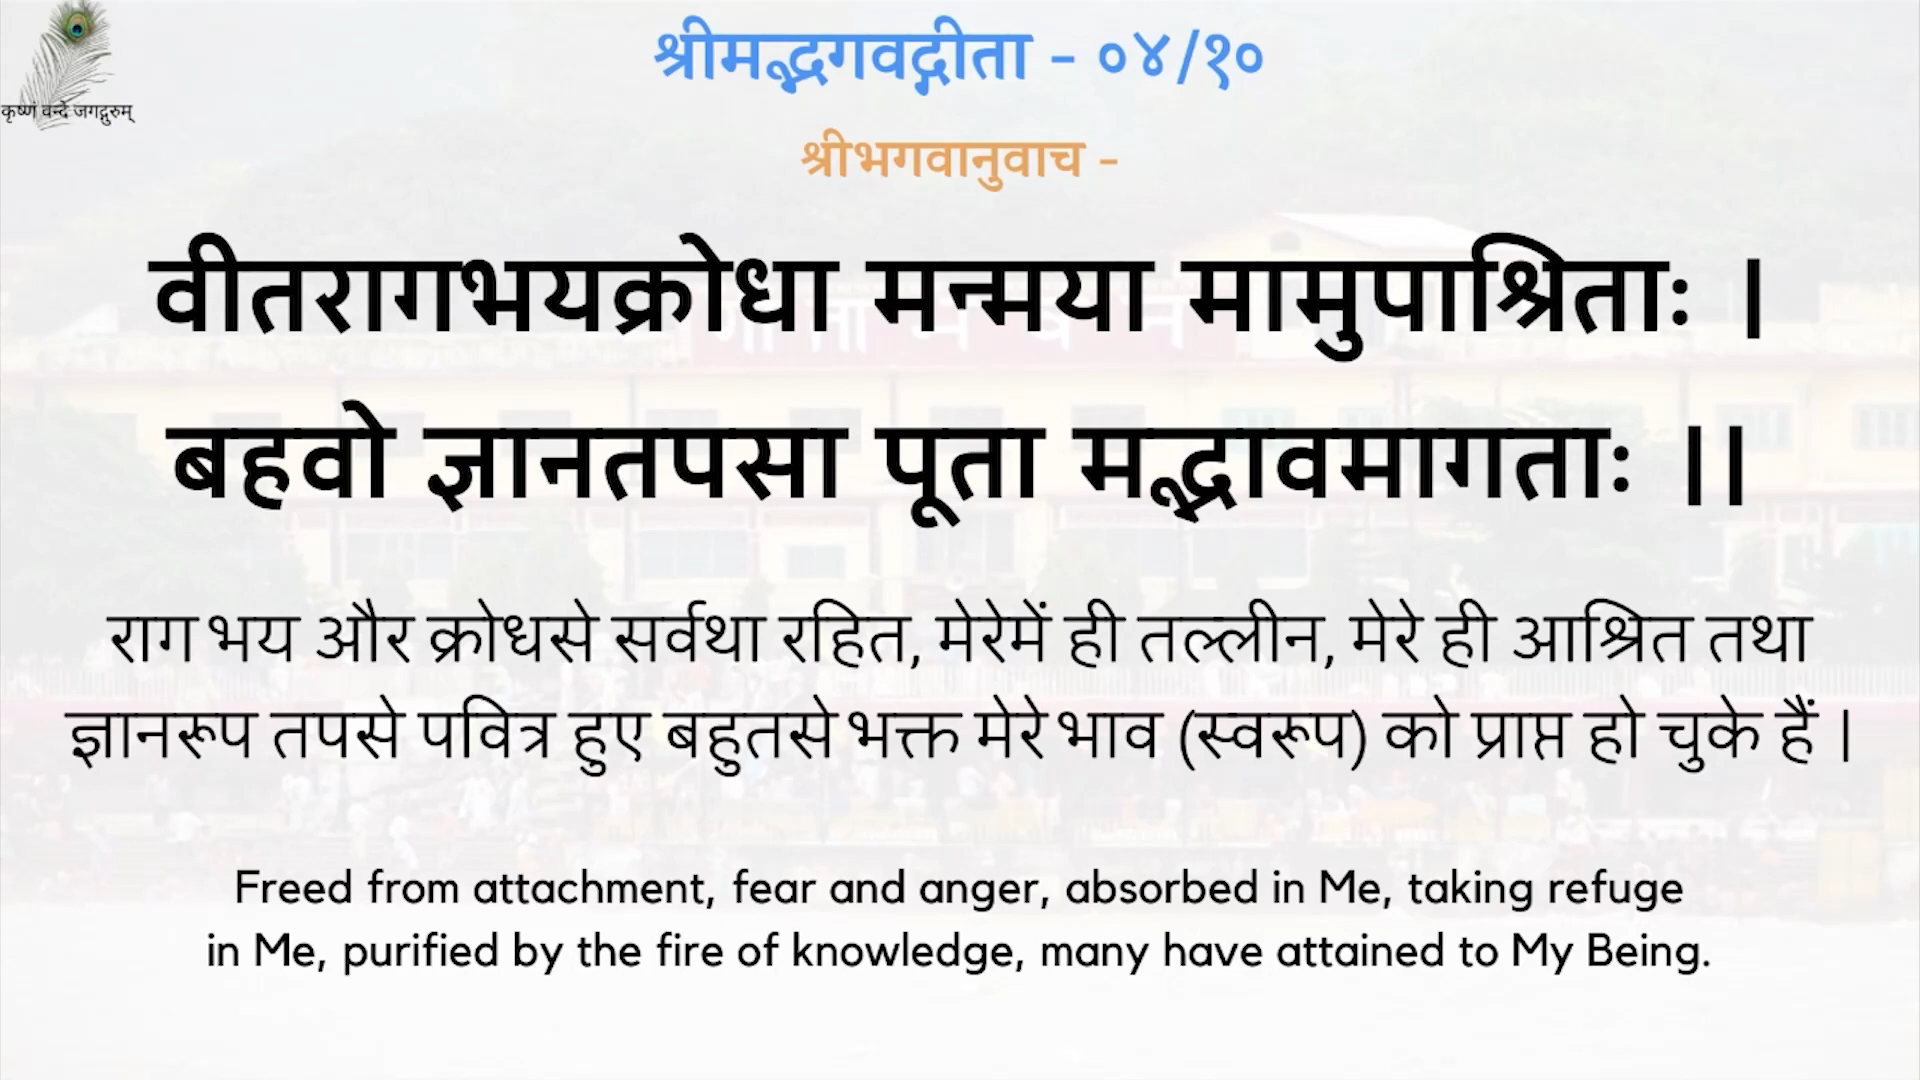 श्रीमद्भगवद्गीता - ०४/१०
कृष्णं वन्दे जगद्गुरुम्
श्रीभगवानुवाच -
वीतरागभयक्रोधा मन्मया मामुपाश्रिताः ।
बहवो ज्ञानतपसा पूता मद्भावमागताः ।।
राग भय और क्रोधसे सर्वथा रहित, मेरेमें ही तल्लीन, मेरे ही आश्रित तथा
ज्ञानरूप तपसे पवित्र हुए बहुतसे भक्त मेरे भाव (स्वरूप) को प्राप्त हो चुके हैं ।
Freed from attachment, fear and anger, absorbed in Me, taking refuge
in Me, purified by the fire of knowledge, many have attained to My Being.